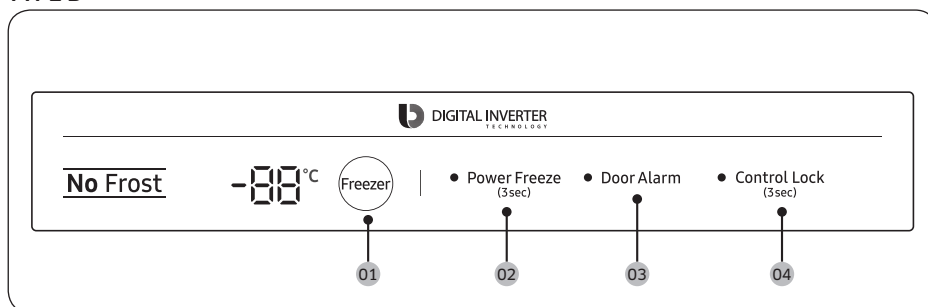 DIGITAL INVERTER
TECHNOLOGY
No Frost -88°C Freezer Power Freeze Door Alarm Control Lock
(3sec) (3sec)
01 02 03 04